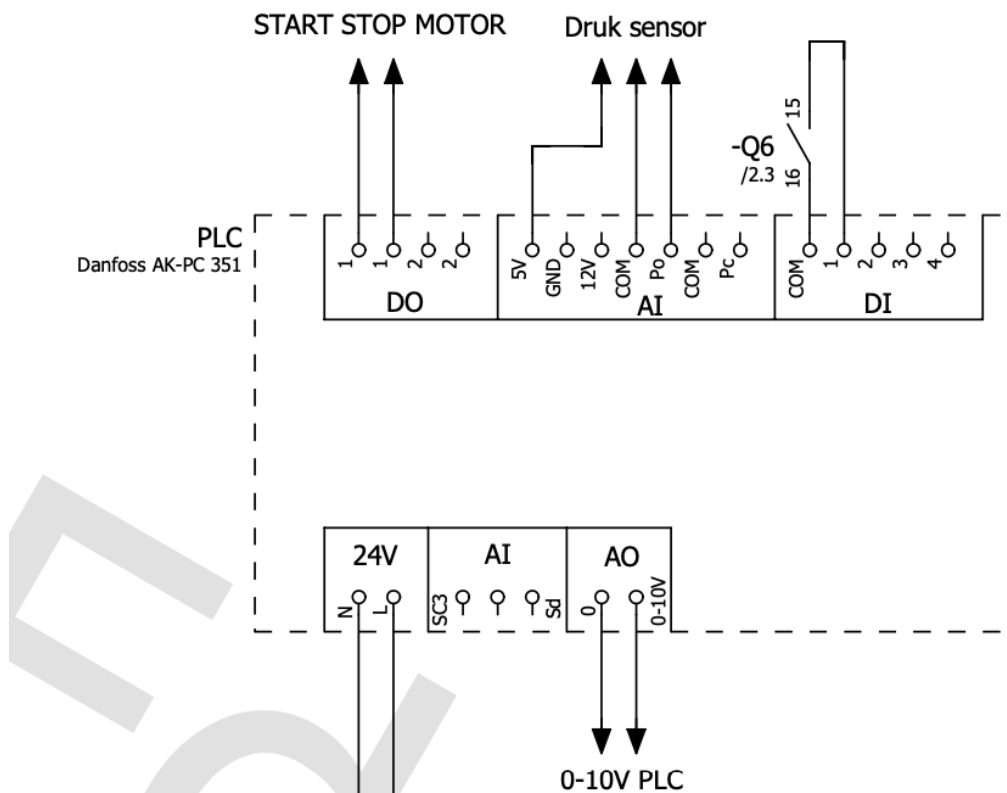 START STOP MOTOR
Druk sensor
15
-Q6
/2.3
16
PLC
Danfoss AK-PC 351
1
1
2
2
DO
5V
GND
12V
COM
Po
COM
Pc
AI
COM
1
2
3
4
DI
24V
N
L
AI
SC3
Sd
AO
0
0-10V
0-10V PLC